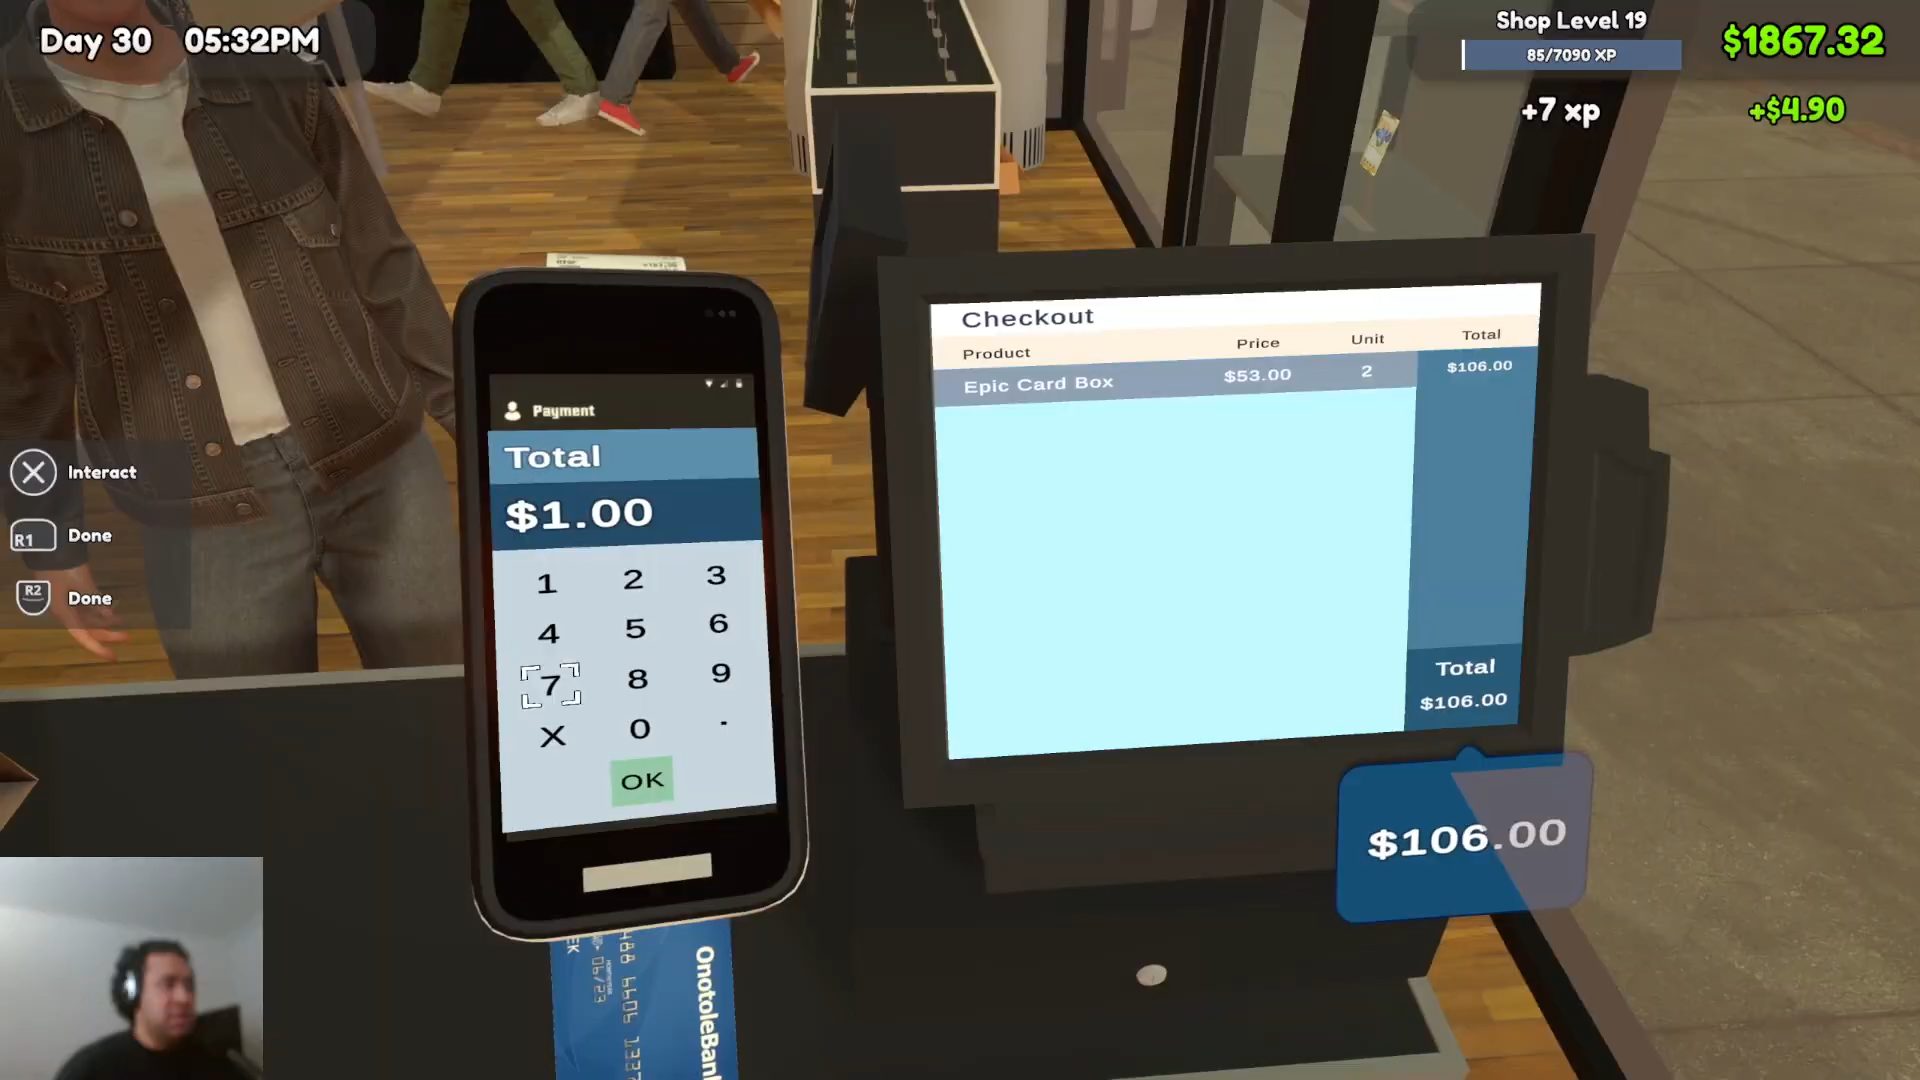 Day 30 05:32PM
Shop Level 19
85/7090 XP
$1867.32
+7 xp
+$4.90
Interact
R1 Done
R2 Done
Payment
Total
$1.00
1 2 3
4 5 6
7 8 9
X 0 .
OK
Checkout
Product Price Unit Total
Epic Card Box $53.00 2 $106.00
Total
$106.00
$106.00
OnotoleBank